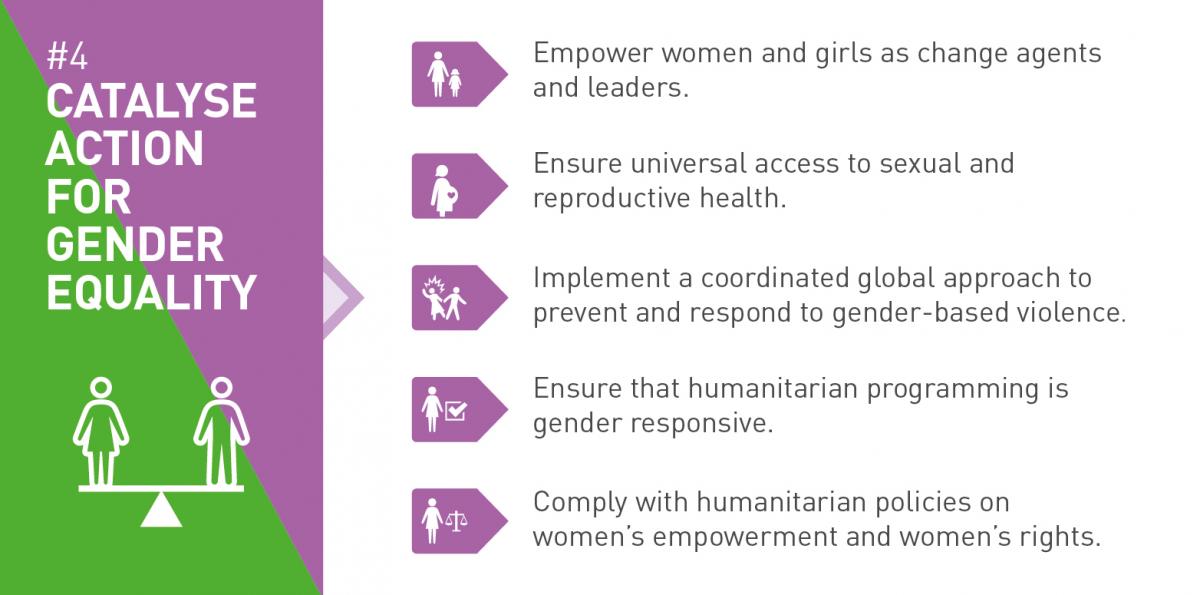 #4
CATALYSE
ACTION
FOR
GENDER
EQUALITY
Empower women and girls as change agents
and leaders.
Ensure universal access to sexual and
reproductive health.
Implement a coordinated global approach to
prevent and respond to gender-based violence.
Ensure that humanitarian programming is
gender responsive.
Comply with humanitarian policies on
women’s empowerment and women’s rights.